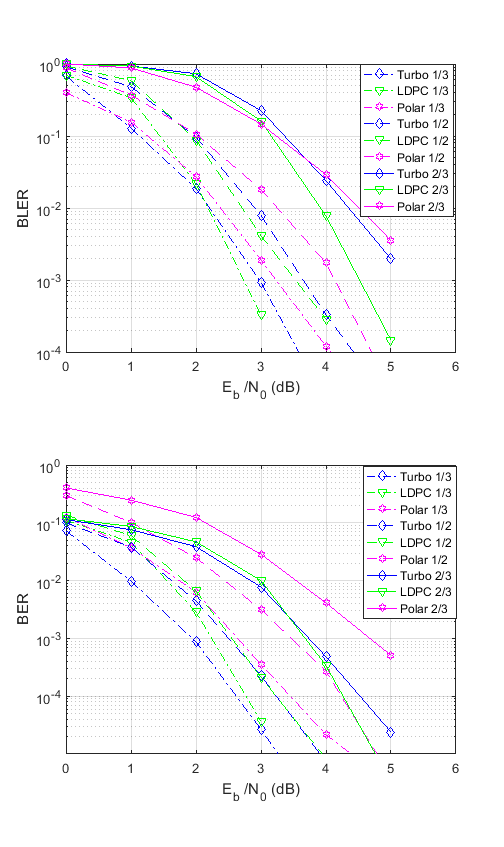 10^0
10^-1
10^-2
10^-3
10^-4
BLER
0 1 2 3 4 5 6
E_b /N_0 (dB)
Turbo 1/3
LDPC 1/3
Polar 1/3
Turbo 1/2
LDPC 1/2
Polar 1/2
Turbo 2/3
LDPC 2/3
Polar 2/3
10^0
10^-1
10^-2
10^-3
10^-4
BER
0 1 2 3 4 5 6
E_b /N_0 (dB)
Turbo 1/3
LDPC 1/3
Polar 1/3
Turbo 1/2
LDPC 1/2
Polar 1/2
Turbo 2/3
LDPC 2/3
Polar 2/3